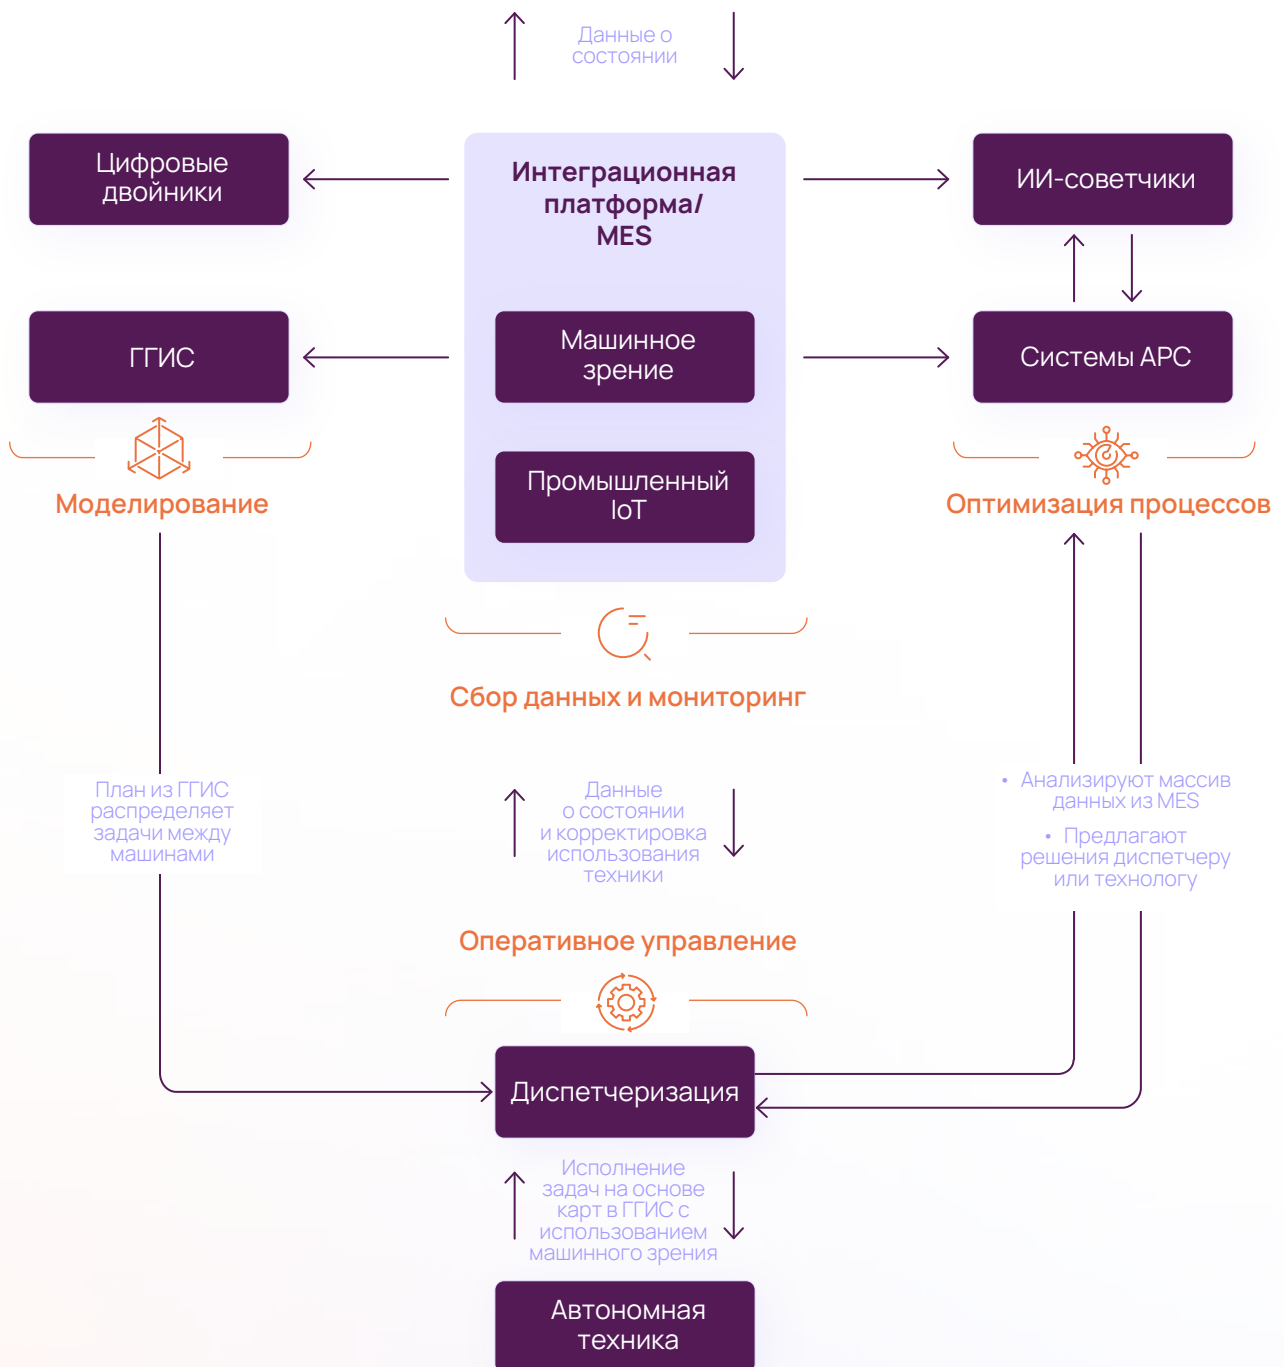 Данные о
состоянии
Цифровые
двойники
Интеграционная
платформа/
MES
ИИ-советчики
ГГИС
Машинное
зрение
Системы APC
Промышленный
IoT
Моделирование
Оптимизация процессов
Сбор данных и мониторинг
План из ГГИС
распределяет
задачи между
машинами
Данные
о состоянии
и корректировка
использования
техники
• Анализируют массив
данных из MES
• Предлагают
решения диспетчеру
или технологу
Оперативное управление
Диспетчеризация
Исполнение
задач на основе
карт в ГГИС с
использованием
машинного зрения
Автономная
техника